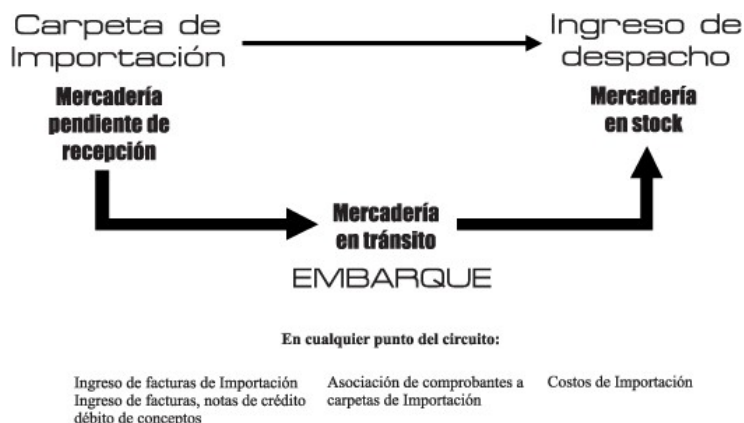 Carpeta de
Importación
Mercadería
pendiente de
recepción
Ingreso de
despacho
Mercadería
en stock
Mercadería
en tránsito
EMBARQUE
En cualquier punto del circuito:
Ingreso de facturas de Importación
Ingreso de facturas, notas de crédito
débito de conceptos
Asociación de comprobantes a
carpetas de Importación
Costos de Importación